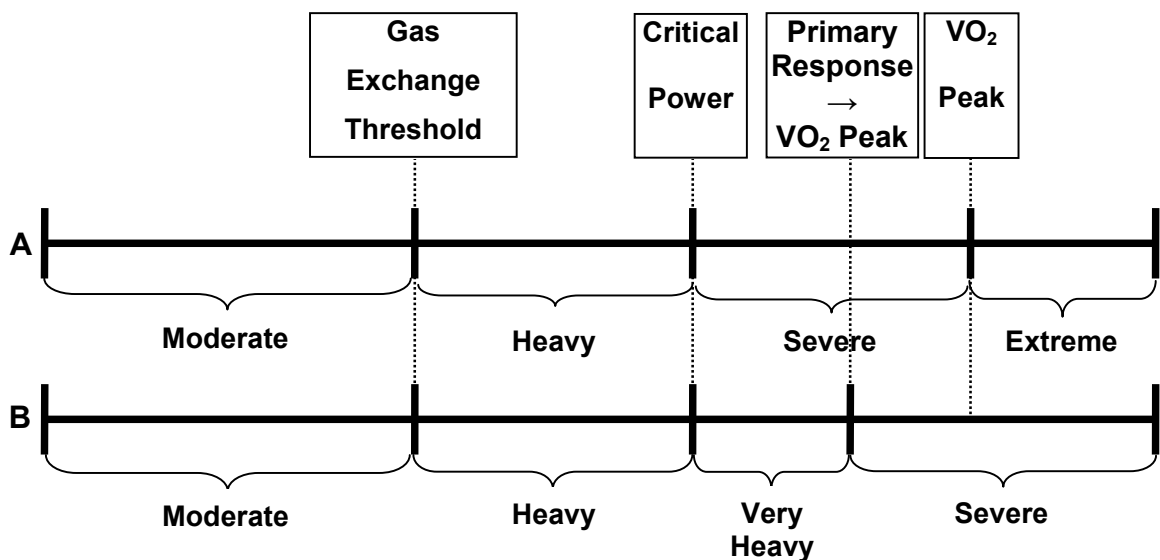 Gas
Exchange
Threshold
Critical
Power
Primary
Response
→
VO₂ Peak
VO₂
Peak
A
Moderate
Heavy
Severe
Extreme
B
Moderate
Heavy
Very
Heavy
Severe